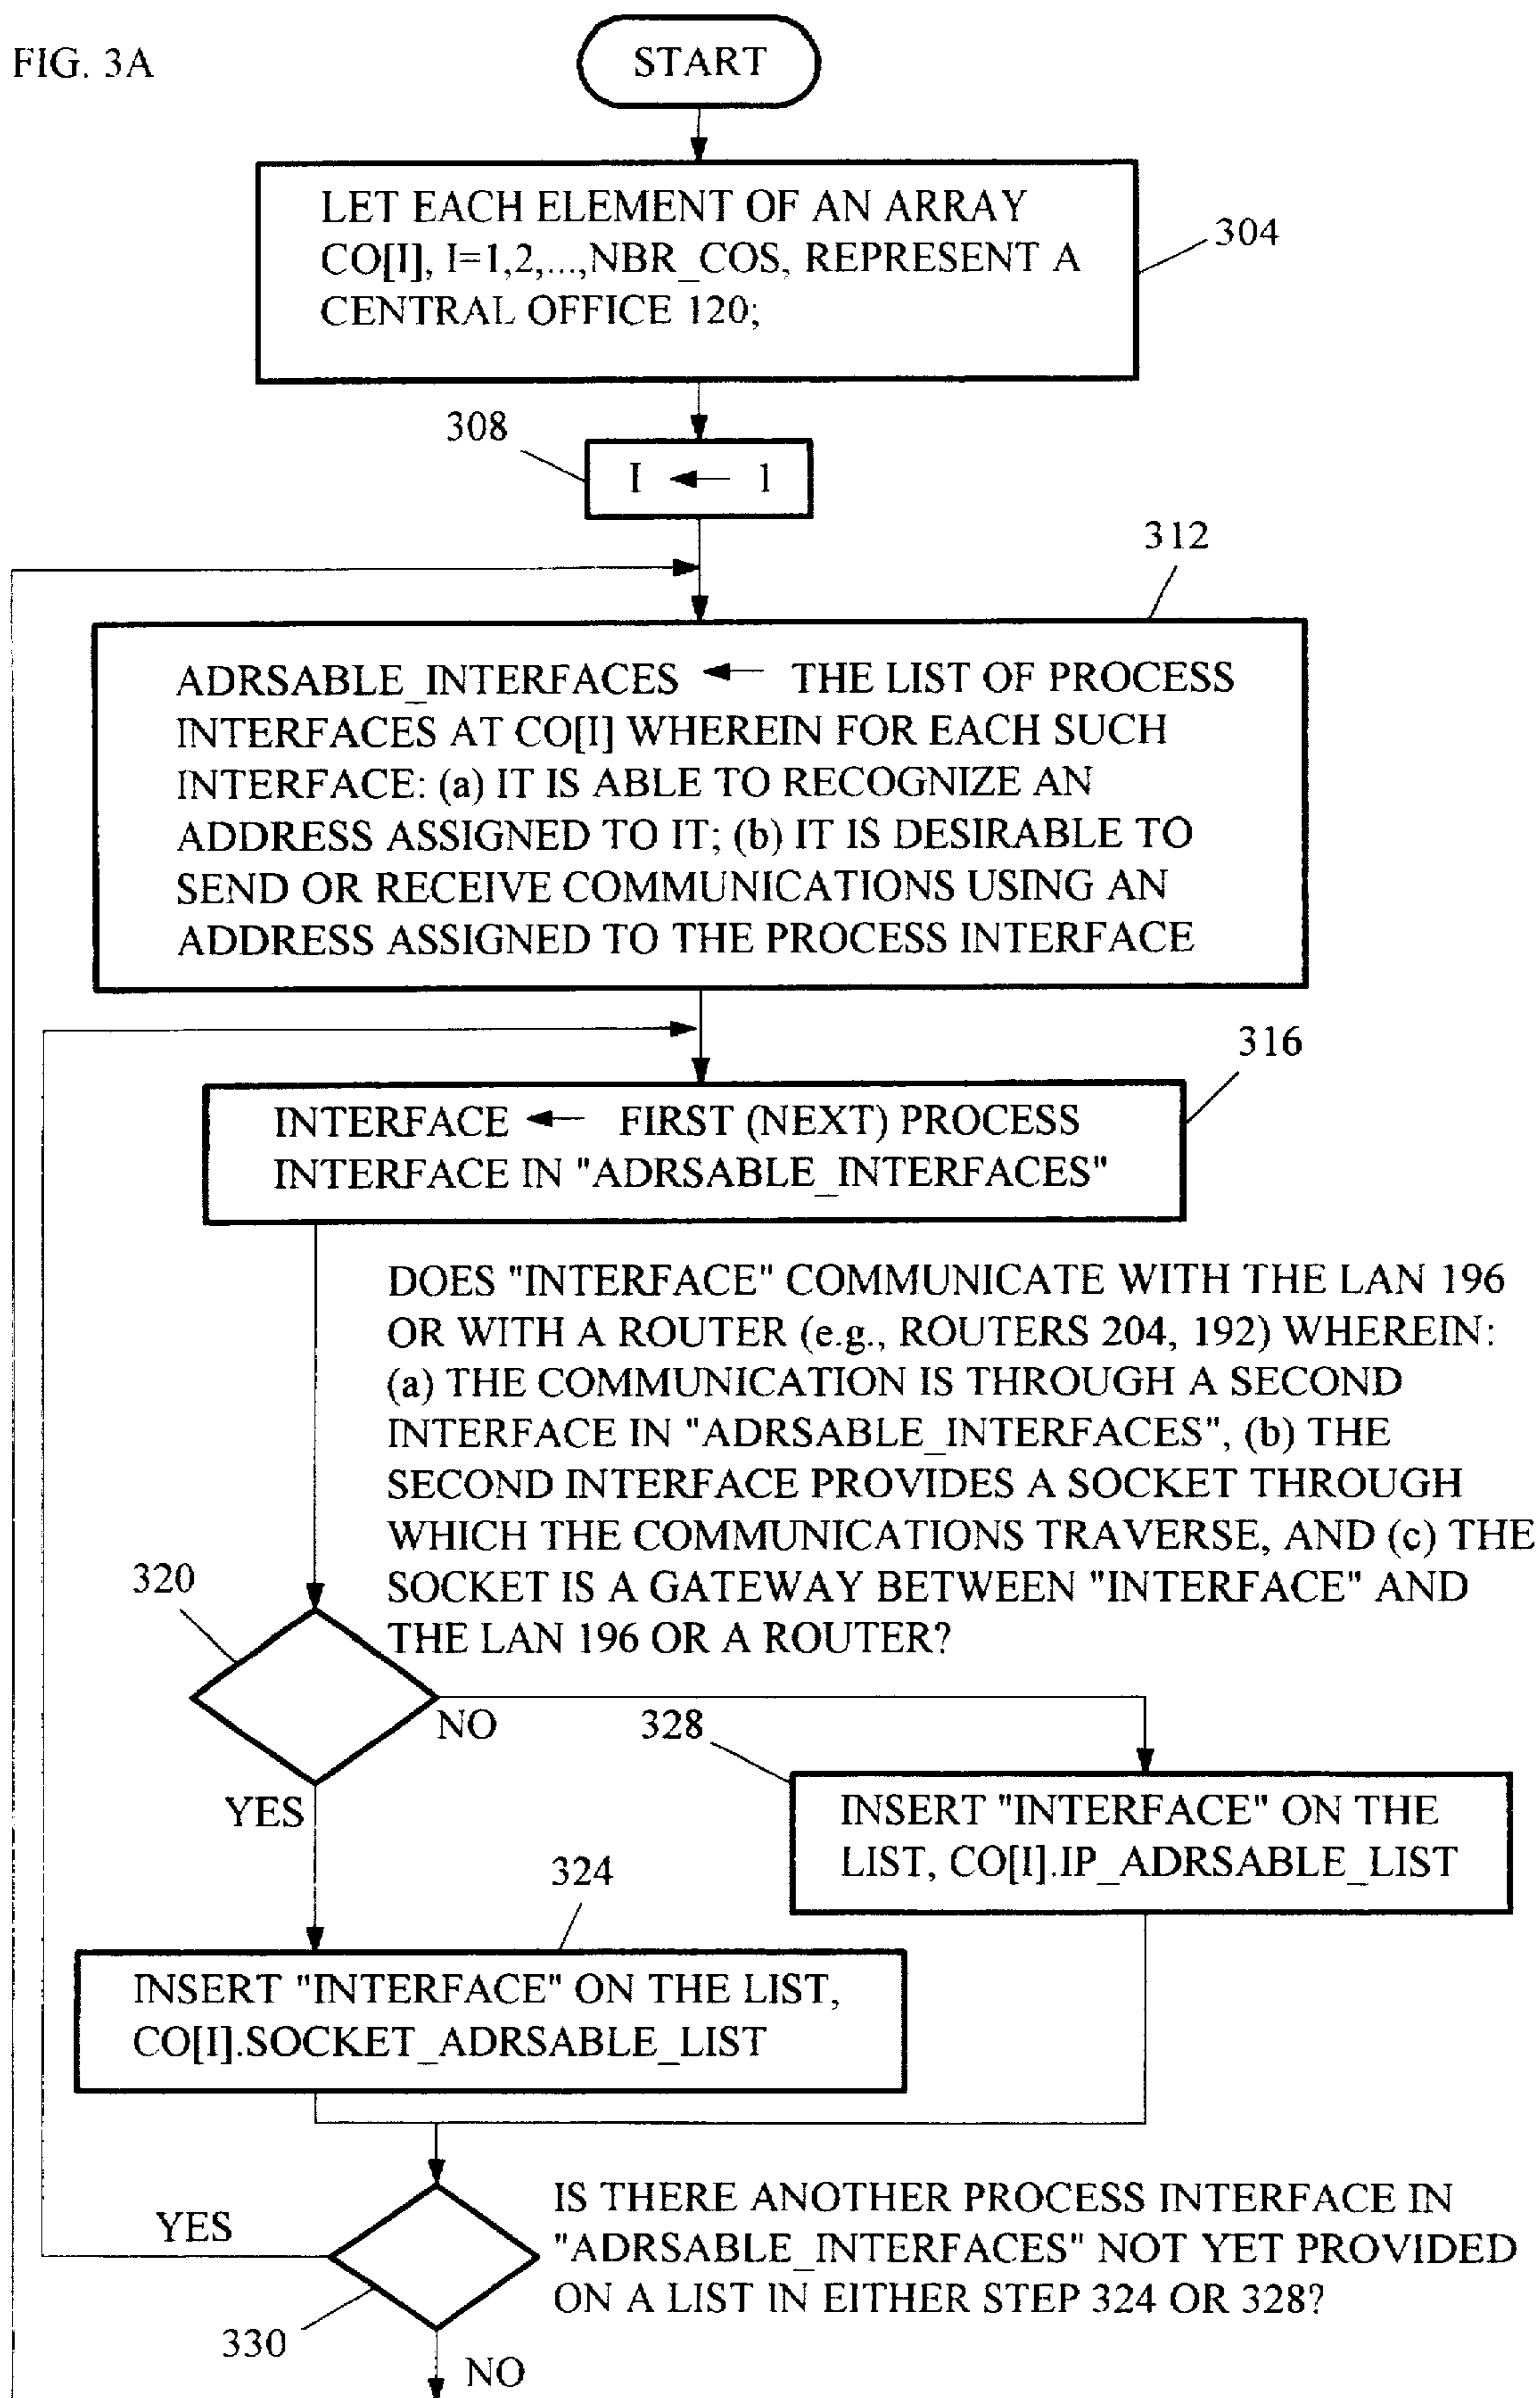 FIG. 3A
START
LET EACH ELEMENT OF AN ARRAY
CO[I], I=1,2,...,NBR_COS, REPRESENT A
CENTRAL OFFICE 120;
304
308
I ← 1
312
ADRSABLE_INTERFACES ← THE LIST OF PROCESS
INTERFACES AT CO[I] WHEREIN FOR EACH SUCH
INTERFACE: (a) IT IS ABLE TO RECOGNIZE AN
ADDRESS ASSIGNED TO IT; (b) IT IS DESIRABLE TO
SEND OR RECEIVE COMMUNICATIONS USING AN
ADDRESS ASSIGNED TO THE PROCESS INTERFACE
316
INTERFACE ← FIRST (NEXT) PROCESS
INTERFACE IN "ADRSABLE_INTERFACES"
DOES "INTERFACE" COMMUNICATE WITH THE LAN 196
OR WITH A ROUTER (e.g., ROUTERS 204, 192) WHEREIN:
(a) THE COMMUNICATION IS THROUGH A SECOND
INTERFACE IN "ADRSABLE_INTERFACES", (b) THE
SECOND INTERFACE PROVIDES A SOCKET THROUGH
WHICH THE COMMUNICATIONS TRAVERSE, AND (c) THE
SOCKET IS A GATEWAY BETWEEN "INTERFACE" AND
THE LAN 196 OR A ROUTER?
320
NO
328
YES
INSERT "INTERFACE" ON THE
LIST, CO[I].IP_ADRSABLE_LIST
324
INSERT "INTERFACE" ON THE LIST,
CO[I].SOCKET_ADRSABLE_LIST
YES
IS THERE ANOTHER PROCESS INTERFACE IN
"ADRSABLE_INTERFACES" NOT YET PROVIDED
ON A LIST IN EITHER STEP 324 OR 328?
330
NO